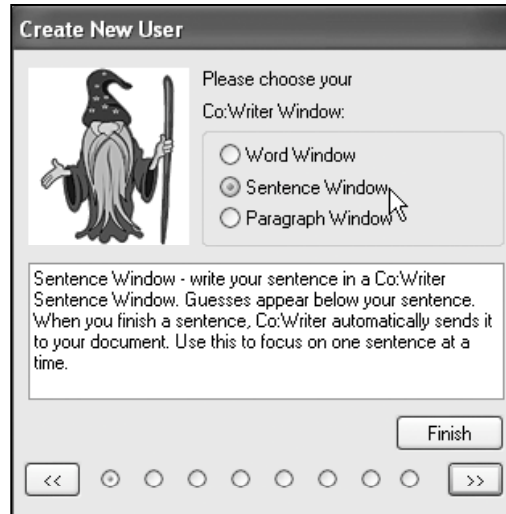 Create New User
Please choose your
Co:Writer Window:
Word Window
Sentence Window
Paragraph Window
Sentence Window - write your sentence in a Co:Writer
Sentence Window. Guesses appear below your sentence.
When you finish a sentence, Co:Writer automatically sends it
to your document. Use this to focus on one sentence at a
time.
Finish
<< >>